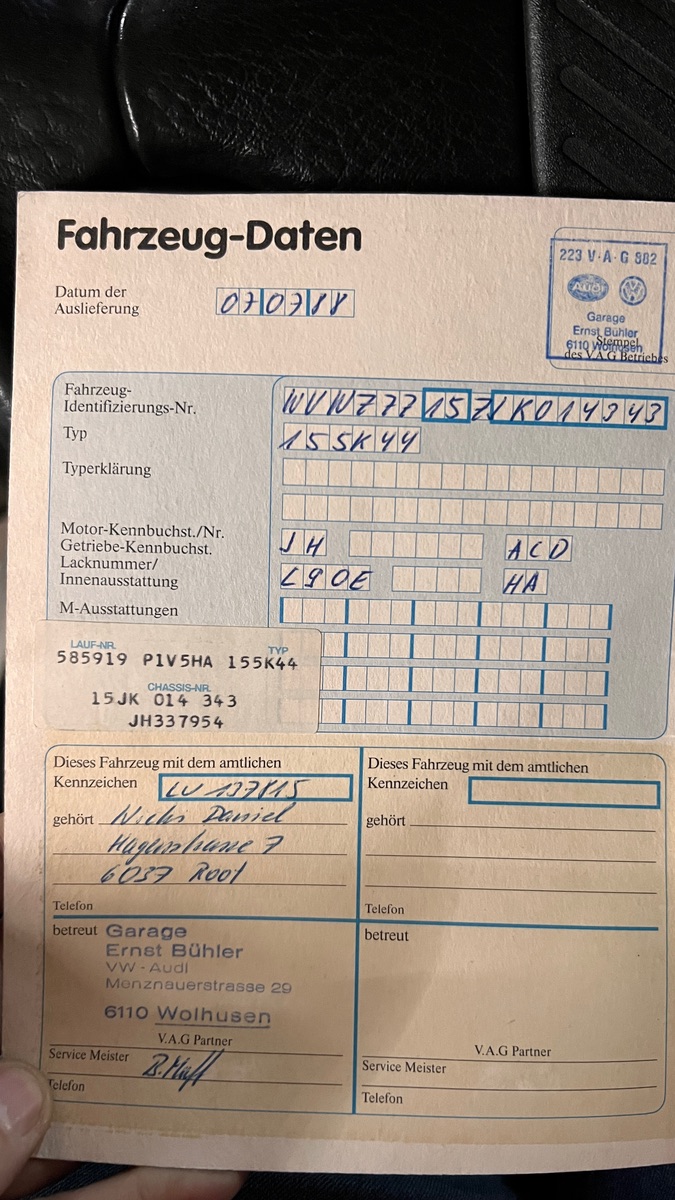 Fahrzeug-Daten
223 V·A·G 982
Audi
Garage
Ernst Bühler
6110 Wolhusen
Stempel
des V.A.G Betriebes
Datum der
Auslieferung
070788
Fahrzeug-
Identifizierungs-Nr.
WVWZZZ15ZJK014343
Typ
155K44
Typerklärung
Motor-Kennbuchst./Nr.
Getriebe-Kennbuchst.
JH ACD
Lacknummer/
Innenausstattung
L90E HA
M-Ausstattungen
LAUF-NR. TYP
585919 P1V5HA 155K44
CHASSIS-NR.
15JK 014 343
JH337954
Dieses Fahrzeug mit dem amtlichen
Kennzeichen LU 137815
gehört Daniel
7
6037 Root
Telefon
betreut Garage
Ernst Bühler
VW-Audi
Menznauerstrasse 29
6110 Wolhusen
V.A.G Partner
Service Meister
Telefon
Dieses Fahrzeug mit dem amtlichen
Kennzeichen
gehört
Telefon
betreut
V.A.G Partner
Service Meister
Telefon